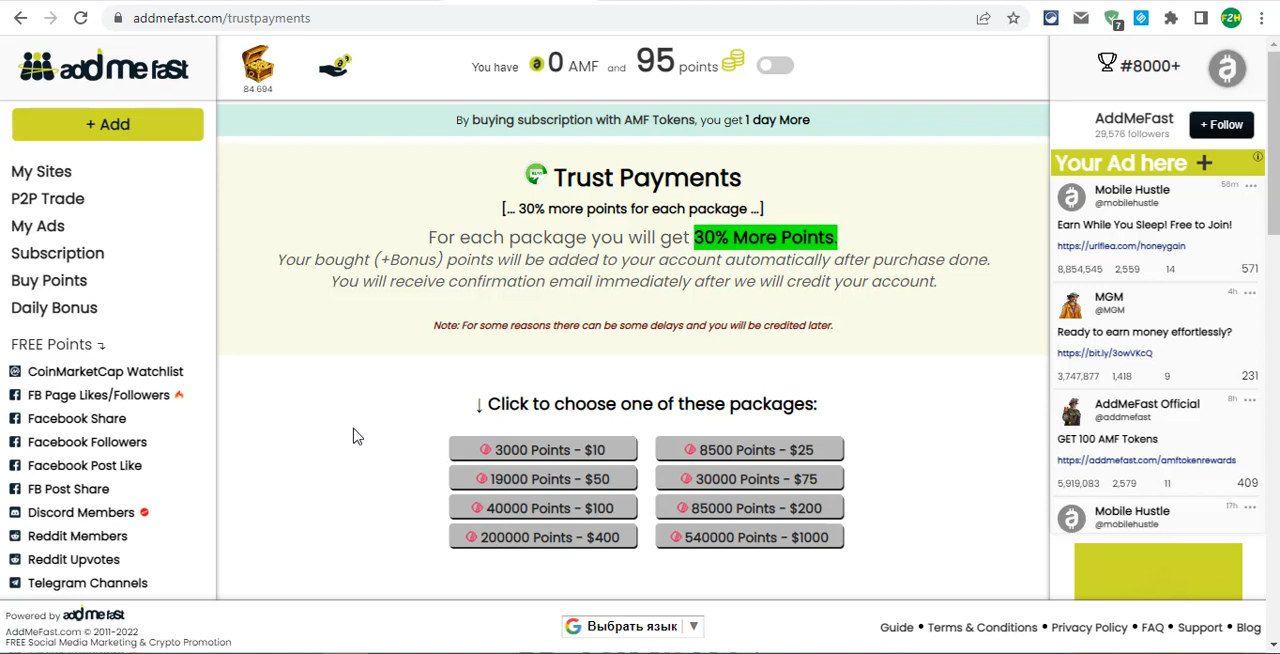 addmefast.com/trustpayments
7
F2H
add me fast
84 694
You have 0 AMF and 95 points
#8000+
+ Add
My Sites
P2P Trade
My Ads
Subscription
Buy Points
Daily Bonus
FREE Points
CoinMarketCap Watchlist
FB Page Likes/Followers
Facebook Share
Facebook Followers
Facebook Post Like
FB Post Share
Discord Members
Reddit Members
Reddit Upvotes
Telegram Channels
By buying subscription with AMF Tokens, you get 1 day More
Trust Payments
[... 30% more points for each package ...]
For each package you will get 30% More Points.
Your bought (+Bonus) points will be added to your account automatically after purchase done.
You will receive confirmation email immediately after we will credit your account.
Note: For some reasons there can be some delays and you will be credited later.
↓ Click to choose one of these packages:
3000 Points - $10
8500 Points - $25
19000 Points - $50
30000 Points - $75
40000 Points - $100
85000 Points - $200
200000 Points - $400
540000 Points - $1000
AddMeFast
29,576 followers
+ Follow
Your Ad here +
Mobile Hustle
56m
@mobilehustle
Earn While You Sleep! Free to Join!
https://urlflea.com/honeygain
8,854,545 2,559 14 571
MGM
4h
@MGM
Ready to earn money effortlessly?
https://bit.ly/3owVKcQ
3,747,877 1,418 9 231
AddMeFast Official
8h
@addmefast
GET 100 AMF Tokens
https://addmefast.com/amftokenrewards
5,919,083 2,579 11 409
Mobile Hustle
17h
@mobilehustle
Powered by add me fast
AddMeFast.com © 2011-2022
FREE Social Media Marketing & Crypto Promotion
Выбрать язык ▼
Guide • Terms & Conditions • Privacy Policy • FAQ • Support • Blog